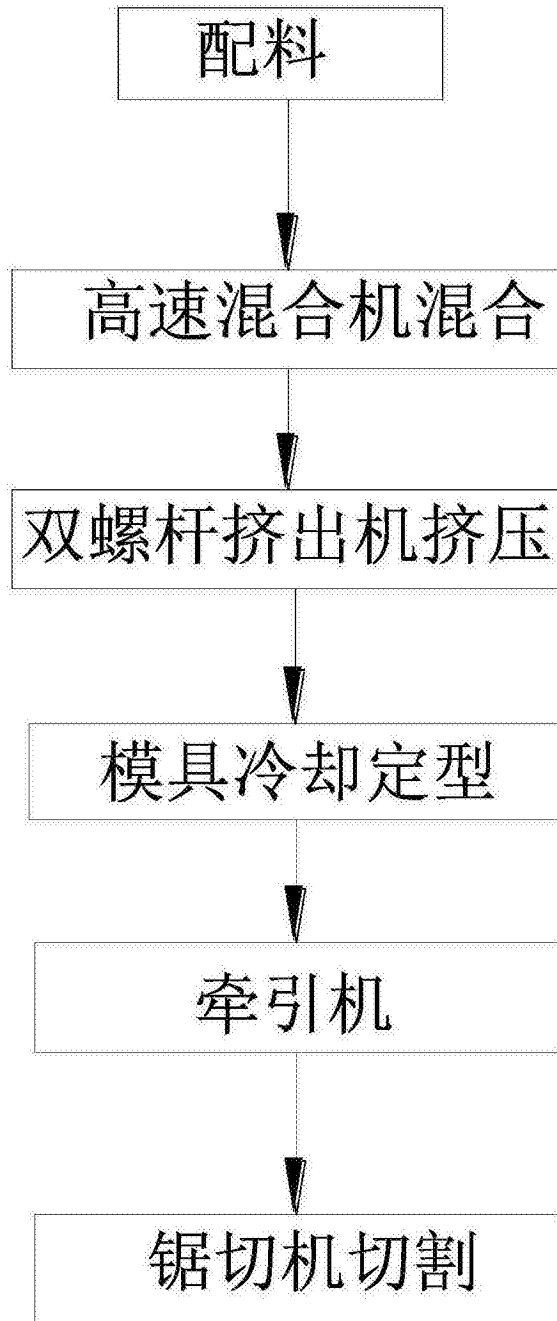 配料
高速混合机混合
双螺杆挤出机挤压
模具冷却定型
牵引机
锯切机切割